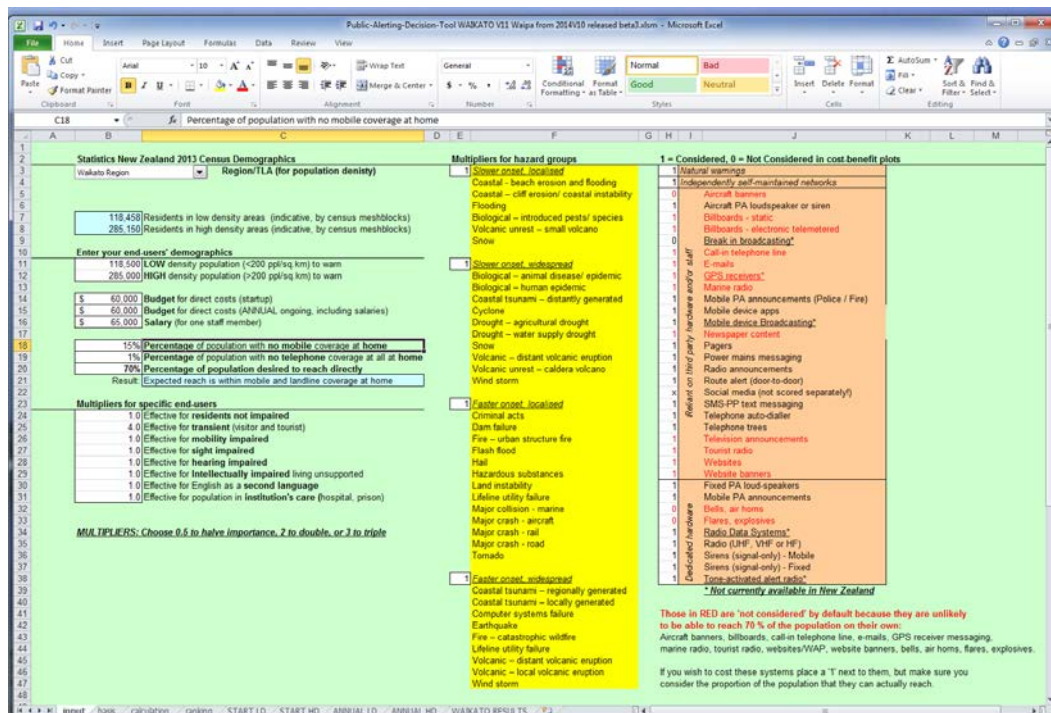 Public-Alerting-Decision-Tool WAIKATO V11 Waipa from 2014V10 released beta3.xlsm - Microsoft Excel
File Home Insert Page Layout Formulas Data Review View
Cut
Copy
Format Painter
Paste
Clipboard
Arial 10
Font
Wrap Text
Merge & Center
Alignment
General
Number
Conditional Formatting
Format as Table
Normal Bad
Good Neutral
Styles
Insert Delete Format
Cells
AutoSum
Fill
Clear
Sort & Filter
Find & Select
Editing
C18 fx Percentage of population with no mobile coverage at home
A B C D E F G H I J K L M
Statistics New Zealand 2013 Census Demographics
Waikato Region Region/TLA (for population denisty)
118,458 Residents in low density areas (indicative, by census meshblocks)
285,150 Residents in high density areas (indicative, by census meshblocks)
Enter your end-users' demographics
118,500 LOW density population (<200 ppl/sq.km) to warn
285,000 HIGH density population (>200 ppl/sq.km) to warn
$ 60,000 Budget for direct costs (startup)
$ 60,000 Budget for direct costs (ANNUAL ongoing, including salaries)
$ 65,000 Salary (for one staff member)
15% Percentage of population with no mobile coverage at home
1% Percentage of population with no telephone coverage at all at home
70% Percentage of population desired to reach directly
Result: Expected reach is within mobile and landline coverage at home
Multipliers for specific end-users
1.0 Effective for residents not impaired
4.0 Effective for transient (visitor and tourist)
1.0 Effective for mobility impaired
1.0 Effective for sight impaired
1.0 Effective for hearing impaired
1.0 Effective for Intellectually impaired living unsupported
1.0 Effective for English as a second language
1.0 Effective for population in institution's care (hospital, prison)
MULTIPLIERS: Choose 0.5 to halve importance, 2 to double, or 3 to triple
Multipliers for hazard groups
1 Slower onset, localised
Coastal - beach erosion and flooding
Coastal – cliff erosion/ coastal instability
Flooding
Biological – introduced pests/ species
Volcanic unrest – small volcano
Snow
1 Slower onset, widespread
Biological – animal disease/ epidemic
Biological – human epidemic
Coastal tsunami – distantly generated
Cyclone
Drought – agricultural drought
Drought – water supply drought
Snow
Volcanic – distant volcanic eruption
Volcanic unrest – caldera volcano
Wind storm
1 Faster onset, localised
Criminal acts
Dam failure
Fire – urban structure fire
Flash flood
Hail
Hazardous substances
Land instability
Lifeline utility failure
Major collision - marine
Major crash - aircraft
Major crash - rail
Major crash - road
Tornado
1 Faster onset, widespread
Coastal tsunami – regionally generated
Coastal tsunami – locally generated
Computer systems failure
Earthquake
Fire – catastrophic wildfire
Lifeline utility failure
Volcanic – distant volcanic eruption
Volcanic – local volcanic eruption
Wind storm
1 = Considered, 0 = Not Considered in cost-benefit plots
1 Natural warnings
1 Independently self-maintained networks
Reliant on third party hardware and/or staff
0 Aircraft banners
1 Aircraft PA loudspeaker or siren
1 Billboards - static
1 Billboards - electronic telemetered
0 Break in broadcasting*
1 Call-in telephone line
1 E-mails
1 GPS receivers*
1 Marine radio
1 Mobile PA announcements (Police / Fire)
1 Mobile device apps
1 Mobile device Broadcasting*
1 Newspaper content
1 Pagers
1 Power mains messaging
1 Radio announcements
1 Route alert (door-to-door)
x Social media (not scored separately!)
1 SMS-PP text messaging
1 Telephone auto-dialler
1 Telephone trees
1 Television announcements
1 Tourist radio
1 Websites
1 Website banners
Dedicated hardware
1 Fixed PA loud-speakers
1 Mobile PA announcements
0 Bells, air horns
0 Flares, explosives
1 Radio Data Systems*
1 Radio (UHF, VHF or HF)
1 Sirens (signal-only) - Mobile
1 Sirens (signal-only) - Fixed
1 Tone-activated alert radio*
* Not currently available in New Zealand
Those in RED are 'not considered' by default because they are unlikely
to be able to reach 70 % of the population on their own:
Aircraft banners, billboards, call-in telephone line, e-mails, GPS receiver messaging,
marine radio, tourist radio, websites/WAP, website banners, bells, air horns, flares, explosives.
If you wish to cost these systems place a '1' next to them, but make sure you
consider the proportion of the population that they can actually reach.
input basis calculating ranking START LD START HD ANNUAL LD ANNUAL HD WAIKATO RESULTS